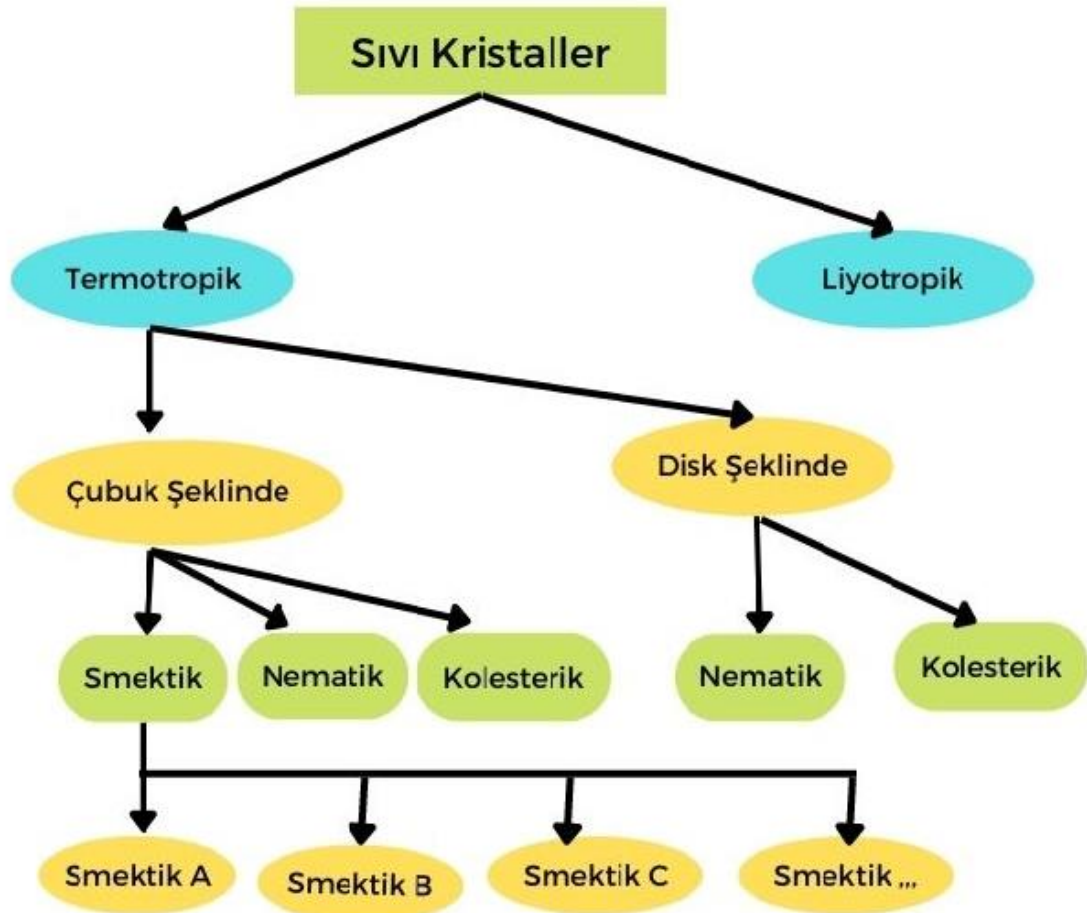 Sıvı Kristaller
Termotropik
Liyotropik
Çubuk Şeklinde
Disk Şeklinde
Smektik
Nematik
Kolesterik
Nematik
Kolesterik
Smektik A
Smektik B
Smektik C
Smektik ,,,